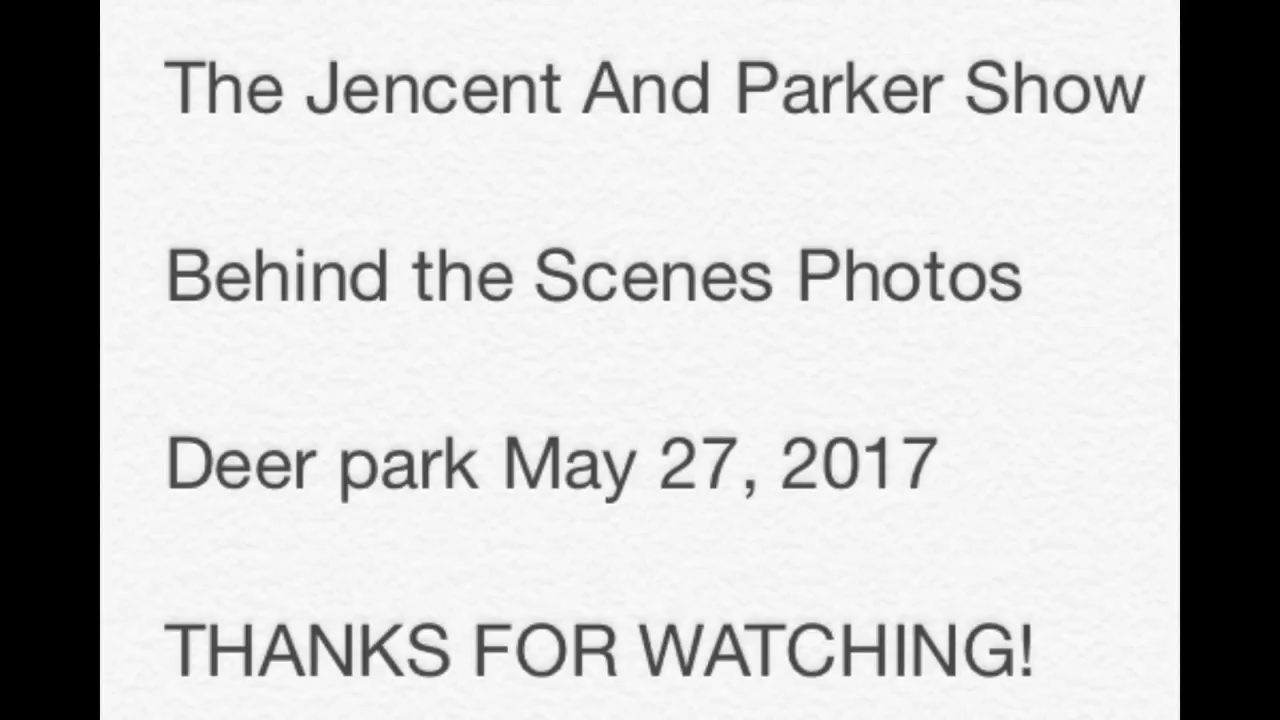 The Jencent And Parker Show
Behind the Scenes Photos
Deer park May 27, 2017
THANKS FOR WATCHING!